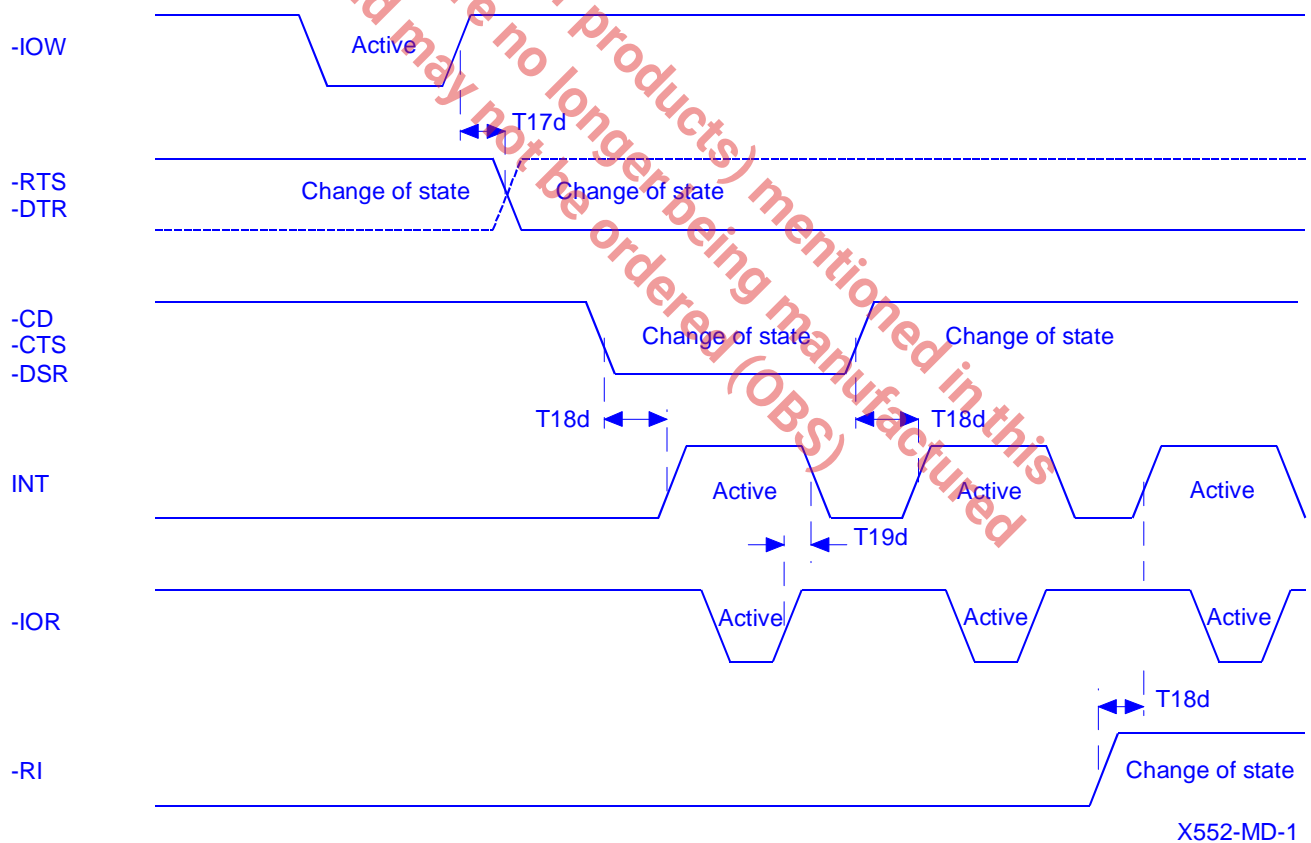 -IOW
Active
T17d
-RTS
-DTR
Change of state
Change of state
-CD
-CTS
-DSR
Change of state
Change of state
T18d
T18d
INT
Active
Active
Active
T19d
-IOR
Active
Active
Active
T18d
-RI
Change of state
X552-MD-1
products) mentioned in this
re no longer being manufactured
d may not be ordered (OBS)